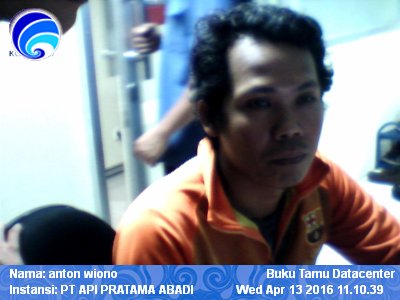 Nama: anton wiono
Buku Tamu Datacenter
Instansi: PT API PRATAMA ABADI
Wed Apr 13 2016 11.10.39